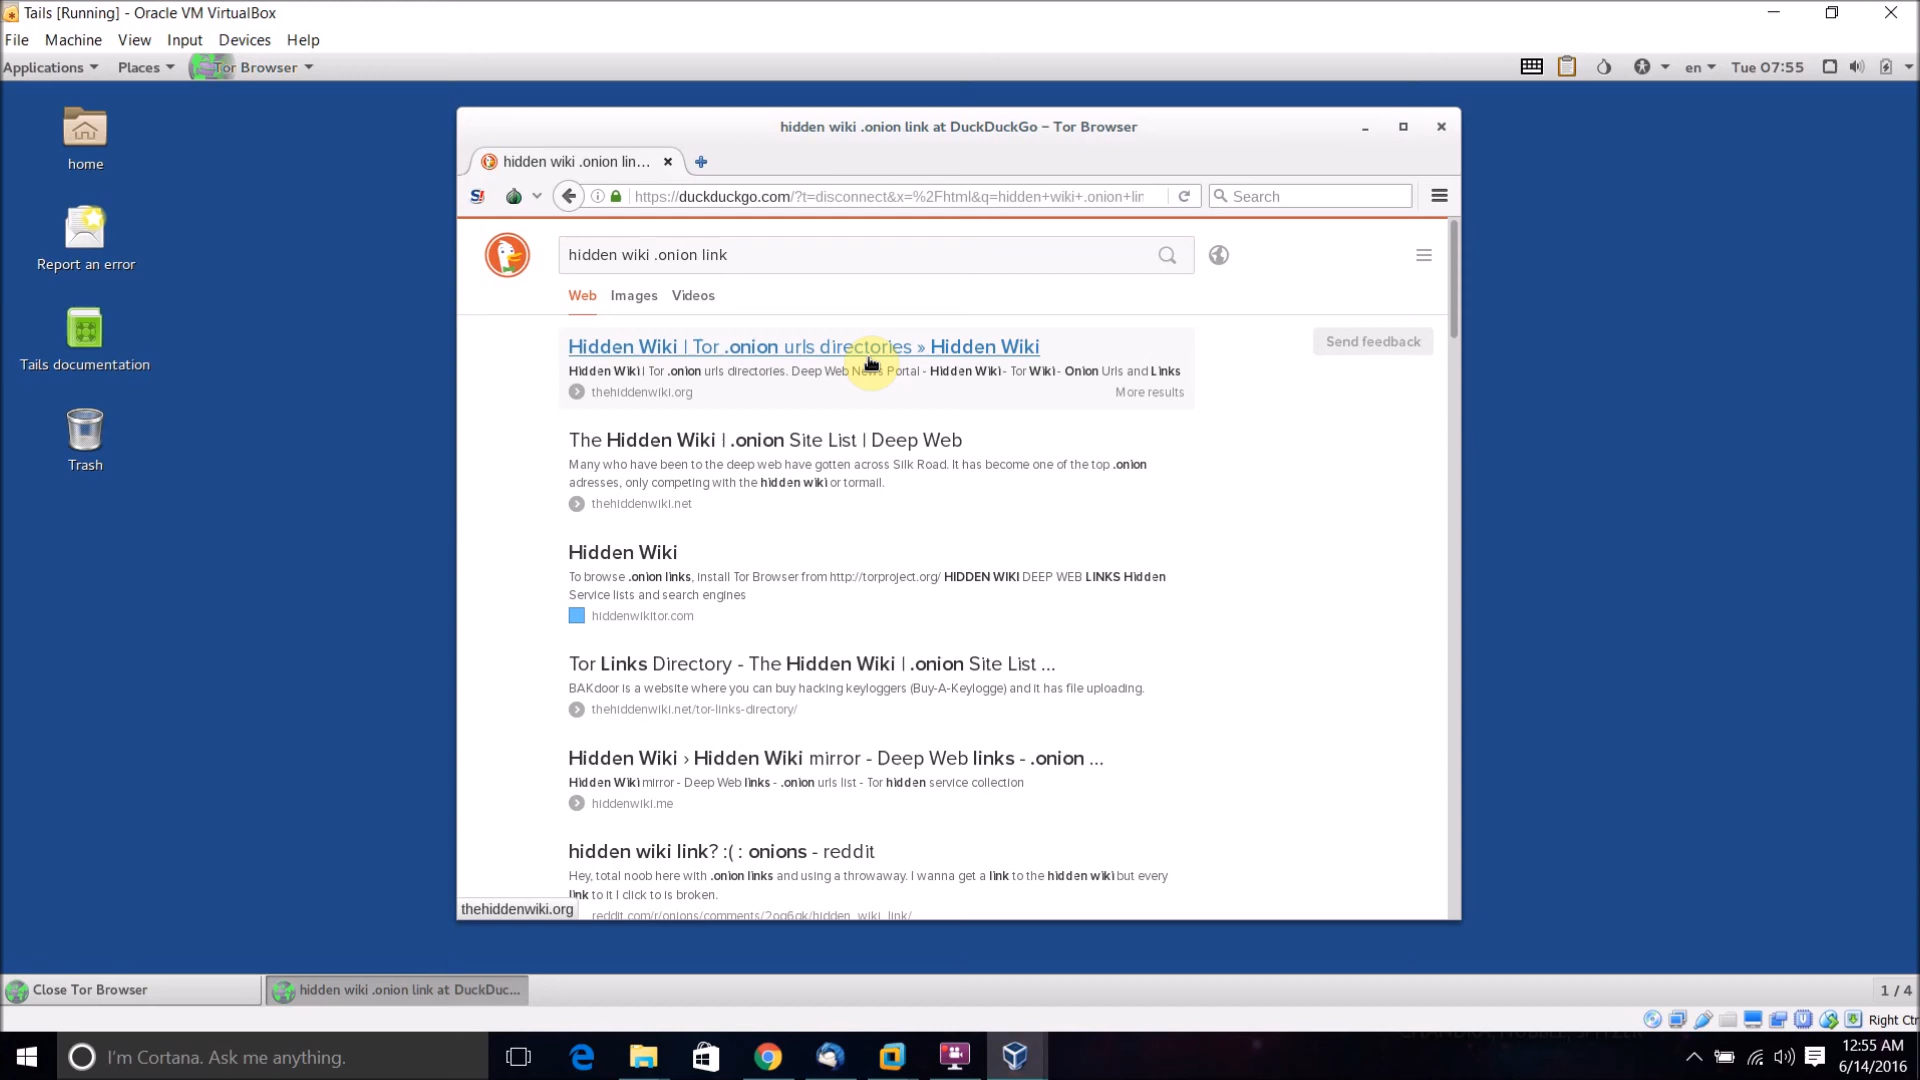 Tails [Running] - Oracle VM VirtualBox
File Machine View Input Devices Help
Applications Places Tor Browser en Tue 07:55
home
Report an error
Tails documentation
Trash
hidden wiki .onion link at DuckDuckGo – Tor Browser
hidden wiki .onion lin...
https://duckduckgo.com/?t=disconnect&x=%2Fhtml&q=hidden+wiki+.onion+lin Search
hidden wiki .onion link
Web Images Videos
Send feedback
Hidden Wiki | Tor .onion urls directories » Hidden Wiki
Hidden Wiki | Tor .onion urls directories. Deep Web News Portal - Hidden Wiki - Tor Wiki - Onion Urls and Links
thehiddenwiki.org More results
The Hidden Wiki | .onion Site List | Deep Web
Many who have been to the deep web have gotten across Silk Road. It has become one of the top .onion
adresses, only competing with the hidden wiki or tormail.
thehiddenwiki.net
Hidden Wiki
To browse .onion links, install Tor Browser from http://torproject.org/ HIDDEN WIKI DEEP WEB LINKS Hidden
Service lists and search engines
hiddenwikitor.com
Tor Links Directory - The Hidden Wiki | .onion Site List ...
BAKdoor is a website where you can buy hacking keyloggers (Buy-A-Keylogge) and it has file uploading.
thehiddenwiki.net/tor-links-directory/
Hidden Wiki › Hidden Wiki mirror - Deep Web links - .onion ...
Hidden Wiki mirror - Deep Web links - .onion urls list - Tor hidden service collection
hiddenwiki.me
hidden wiki link? :( : onions - reddit
Hey, total noob here with .onion links and using a throwaway. I wanna get a link to the hidden wiki but every
link to it I click to is broken.
thehiddenwiki.org
reddit.com/r/onions/comments/2og6gk/hidden_wiki_link/
Close Tor Browser hidden wiki .onion link at DuckDuc... 1 / 4
Right Ctr
I'm Cortana. Ask me anything.
12:55 AM
6/14/2016